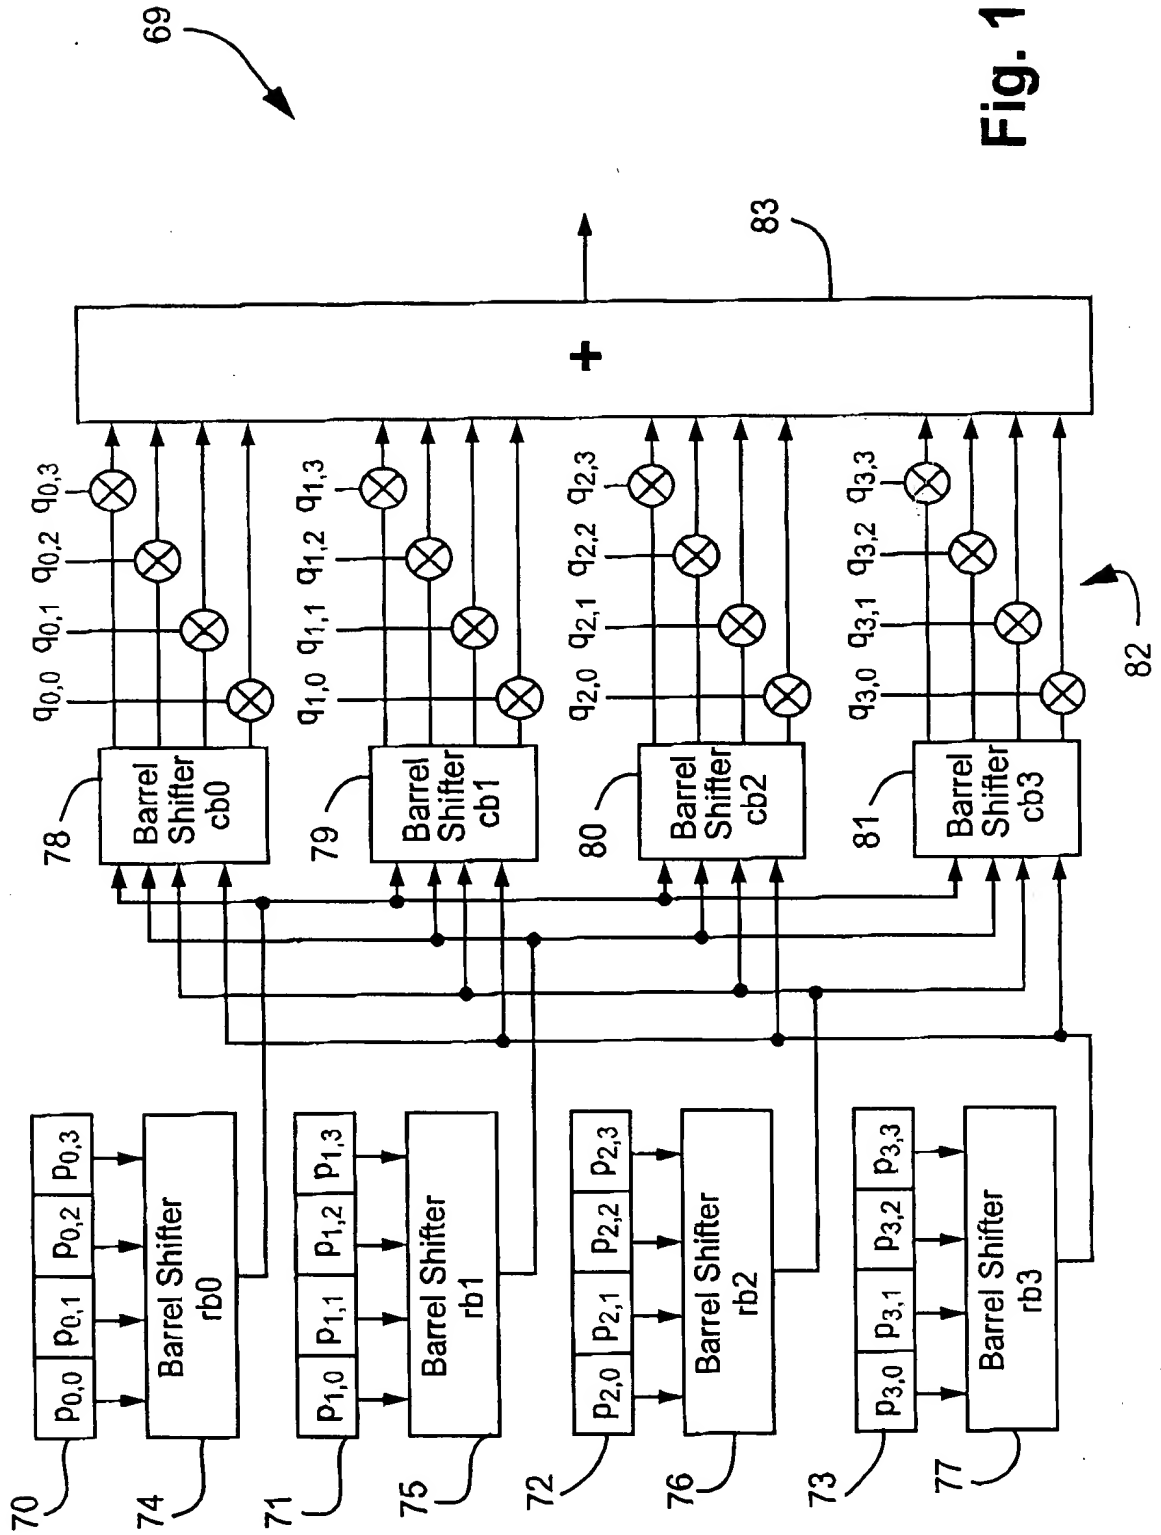 69
Fig. 1
83
+
q0,0 q0,1 q0,2 q0,3
q1,0 q1,1 q1,2 q1,3
q2,0 q2,1 q2,2 q2,3
q3,0 q3,1 q3,2 q3,3
82
78
Barrel
Shifter
cb0
79
Barrel
Shifter
cb1
80
Barrel
Shifter
cb2
81
Barrel
Shifter
cb3
70
p0,0 p0,1 p0,2 p0,3
74
Barrel Shifter
rb0
71
p1,0 p1,1 p1,2 p1,3
75
Barrel Shifter
rb1
72
p2,0 p2,1 p2,2 p2,3
76
Barrel Shifter
rb2
73
p3,0 p3,1 p3,2 p3,3
77
Barrel Shifter
rb3